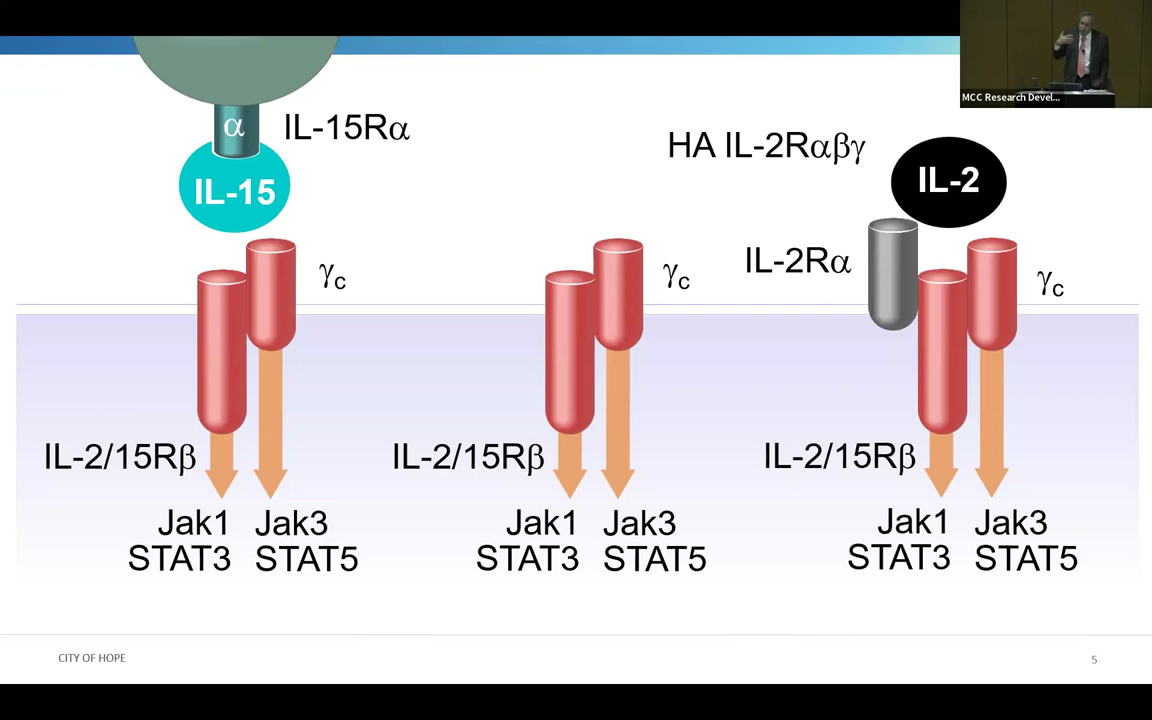 MCC Research Devel...
α
IL-15Rα
IL-15
HA IL-2Rαβγ
IL-2
IL-2Rα
γc
γc
γc
IL-2/15Rβ
IL-2/15Rβ
IL-2/15Rβ
Jak1 Jak3
STAT3 STAT5
Jak1 Jak3
STAT3 STAT5
Jak1 Jak3
STAT3 STAT5
CITY OF HOPE
5